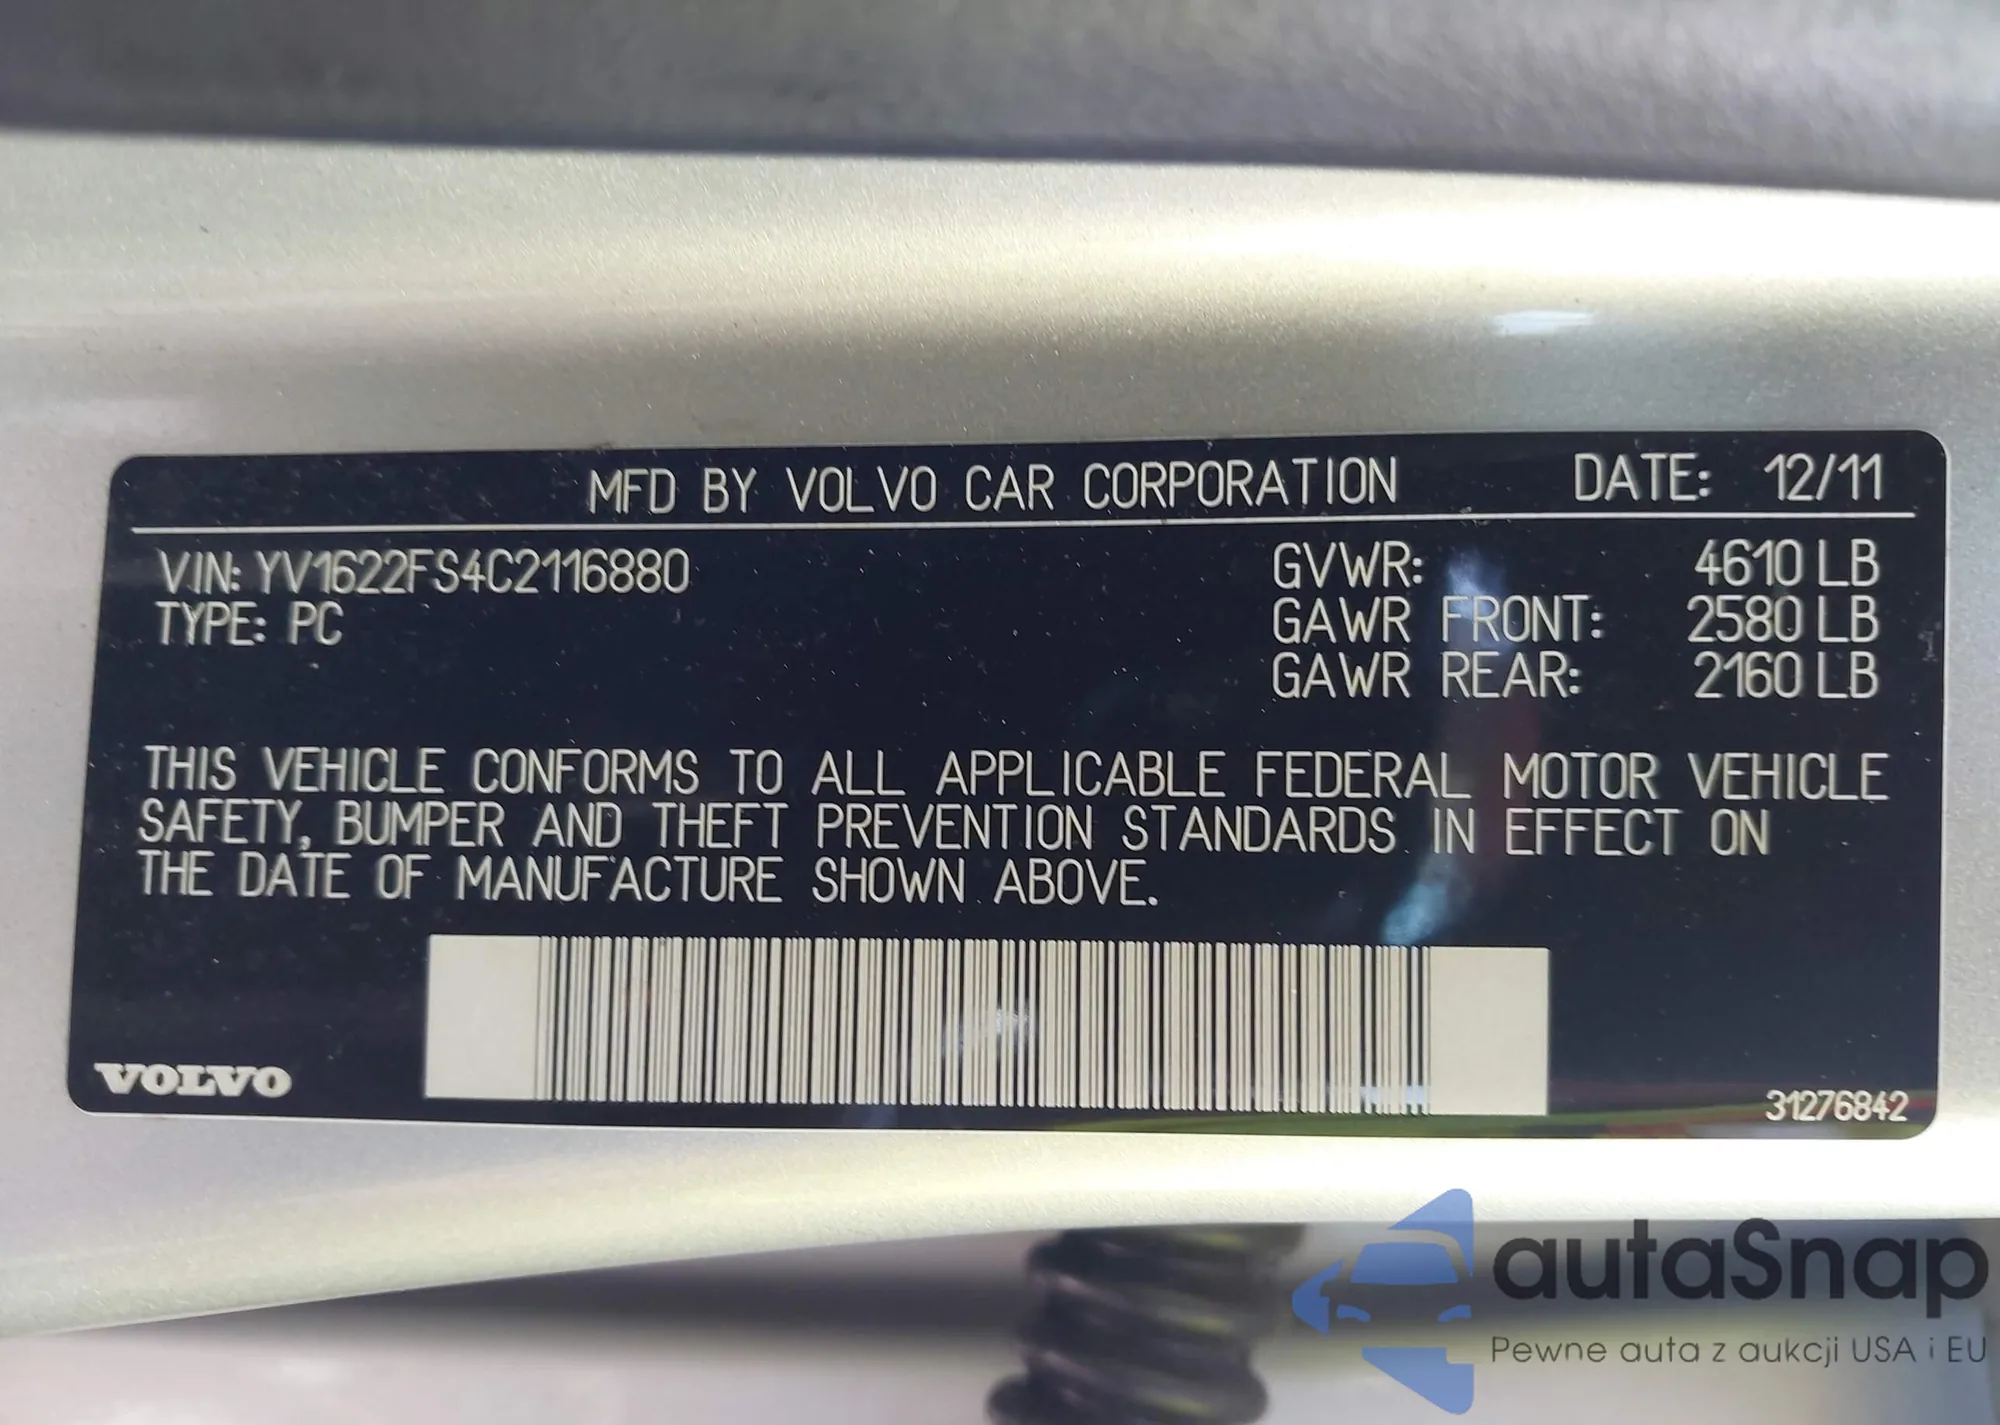 MFD BY VOLVO CAR CORPORATION DATE: 12/11
VIN: YV1622FS4C2116880 GVWR: 4610 LB
TYPE: PC GAWR FRONT: 2580 LB
GAWR REAR: 2160 LB
THIS VEHICLE CONFORMS TO ALL APPLICABLE FEDERAL MOTOR VEHICLE
SAFETY, BUMPER AND THEFT PREVENTION STANDARDS IN EFFECT ON
THE DATE OF MANUFACTURE SHOWN ABOVE.
VOLVO
31276842
autaSnap
Pewne auta z aukcji USA i EU